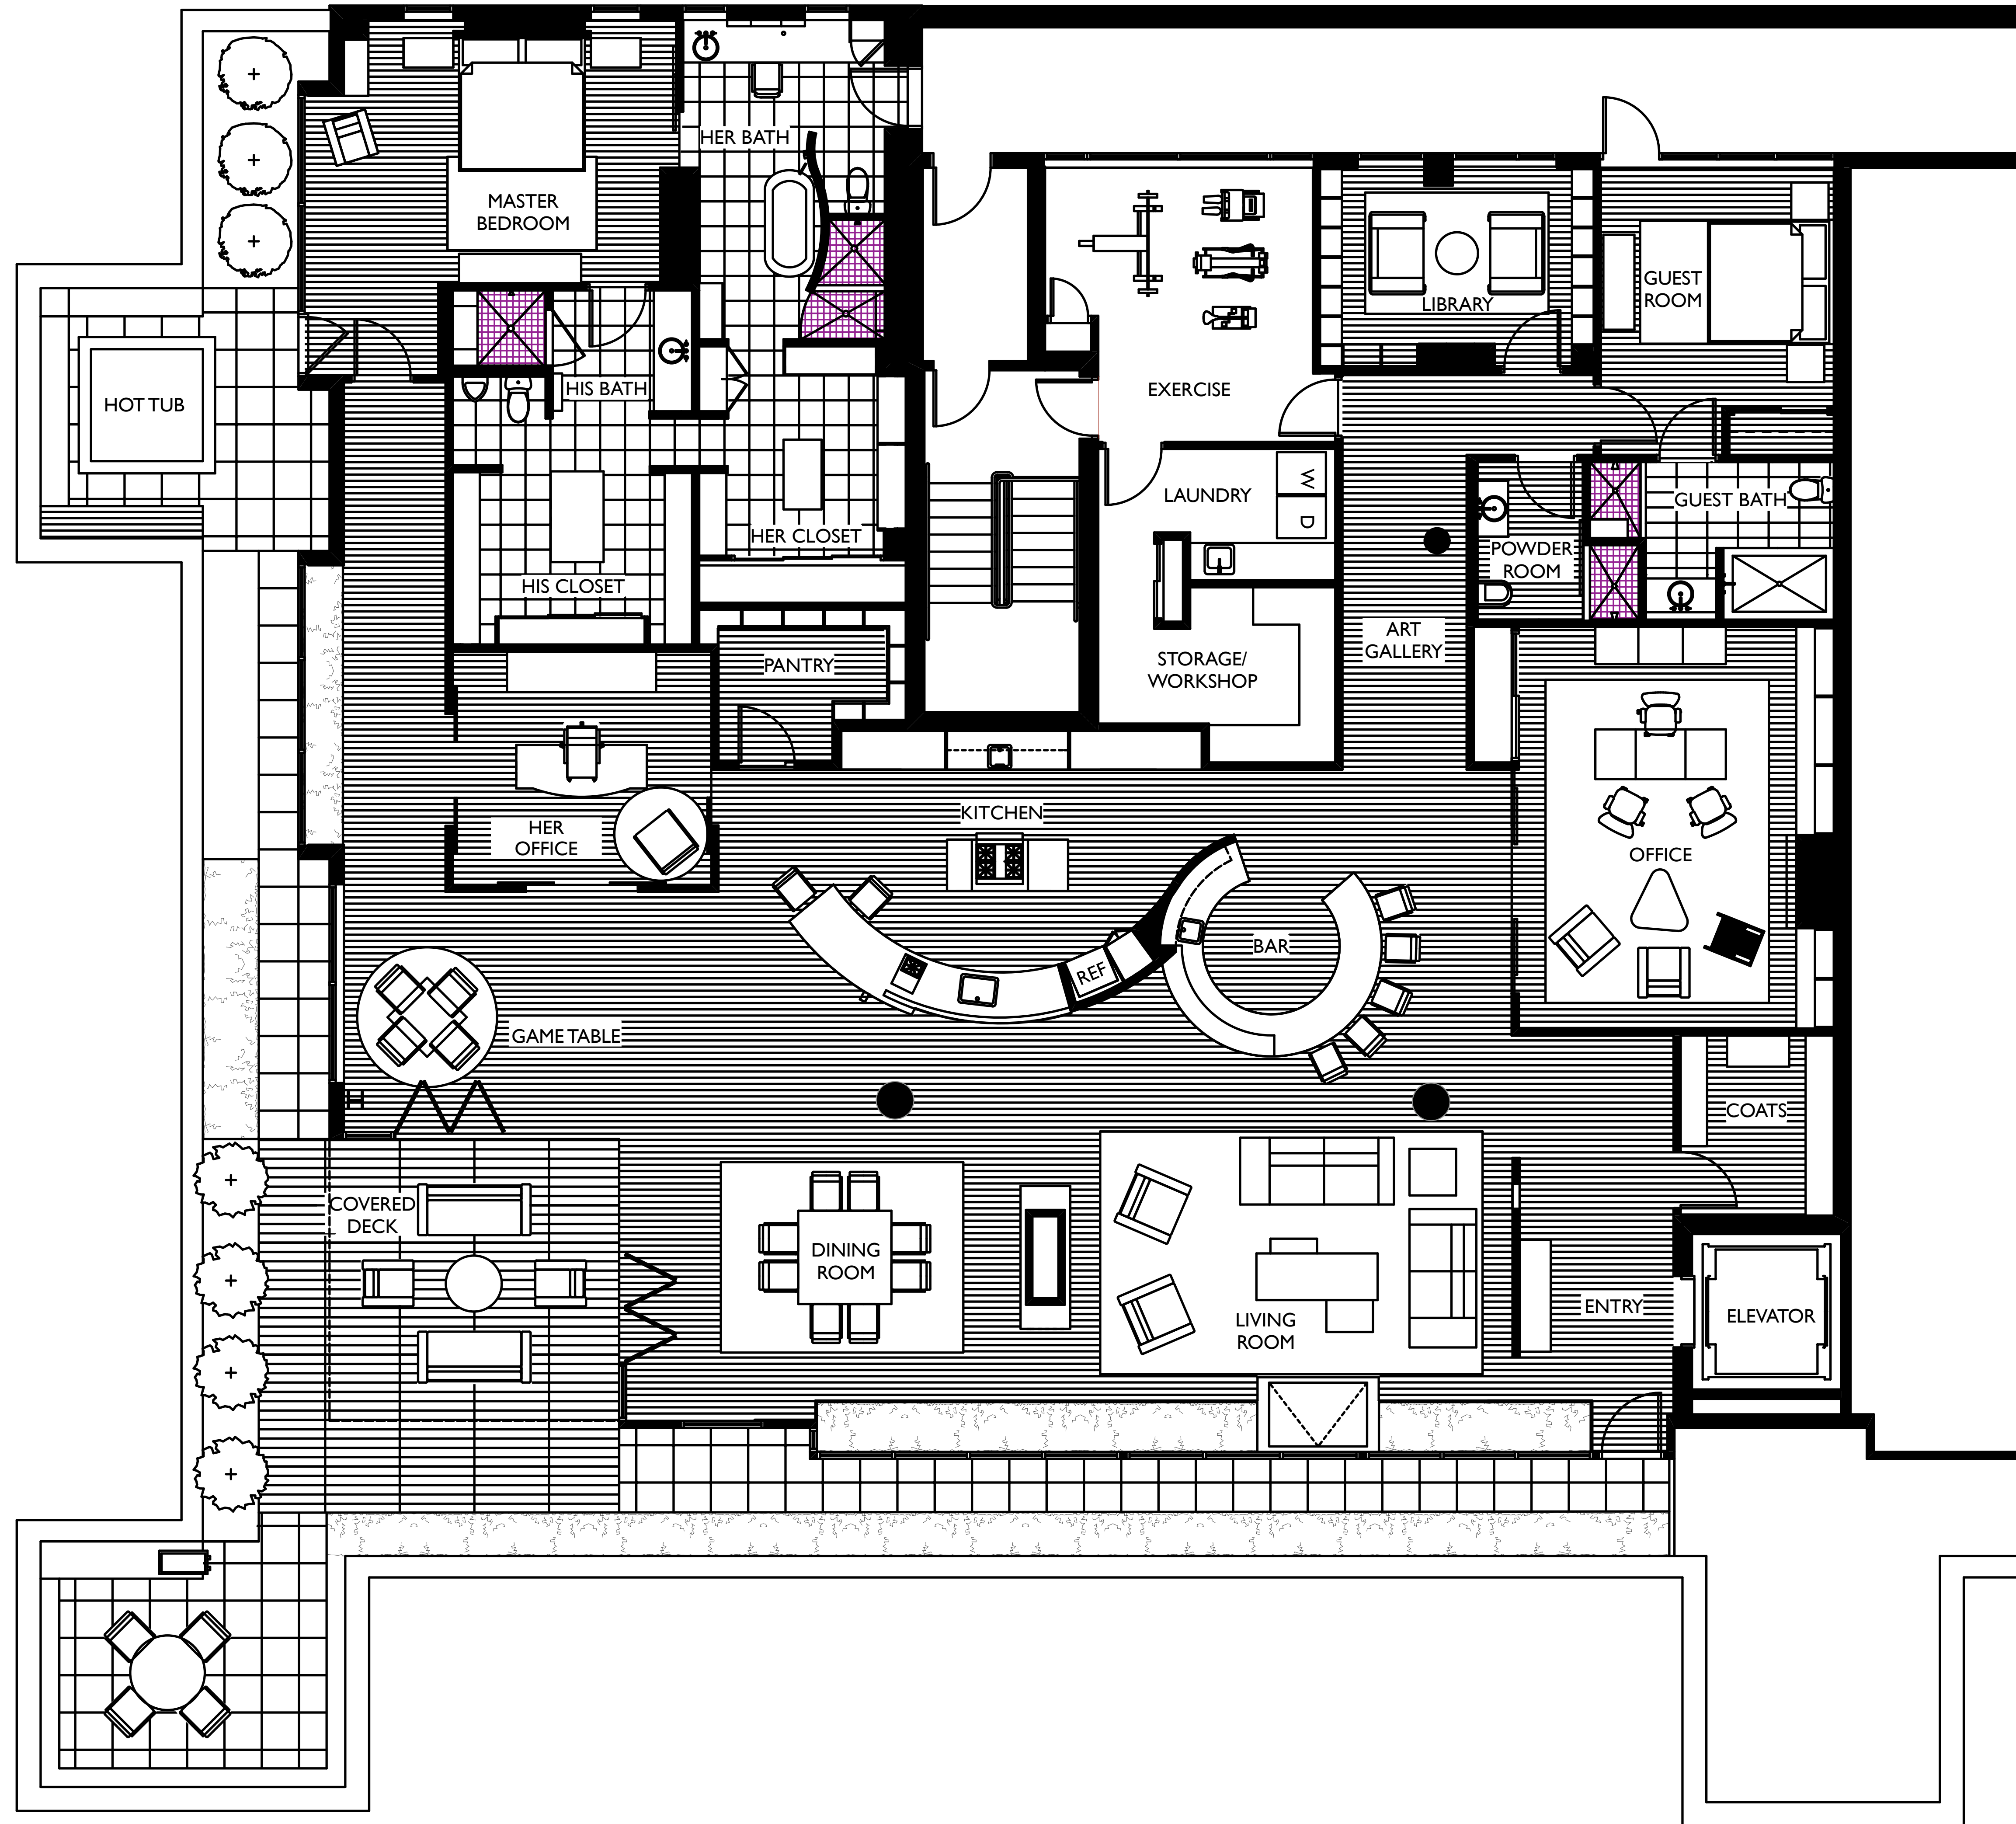 HER BATH
MASTER
BEDROOM
LIBRARY
GUEST
ROOM
HOT TUB
HIS BATH
EXERCISE
W
D
LAUNDRY
GUEST BATH
HER CLOSET
POWDER
ROOM
HIS CLOSET
ART
GALLERY
PANTRY
STORAGE/
WORKSHOP
KITCHEN
HER
OFFICE
OFFICE
BAR
REF
GAME TABLE
COATS
COVERED
DECK
DINING
ROOM
LIVING
ROOM
ENTRY
ELEVATOR